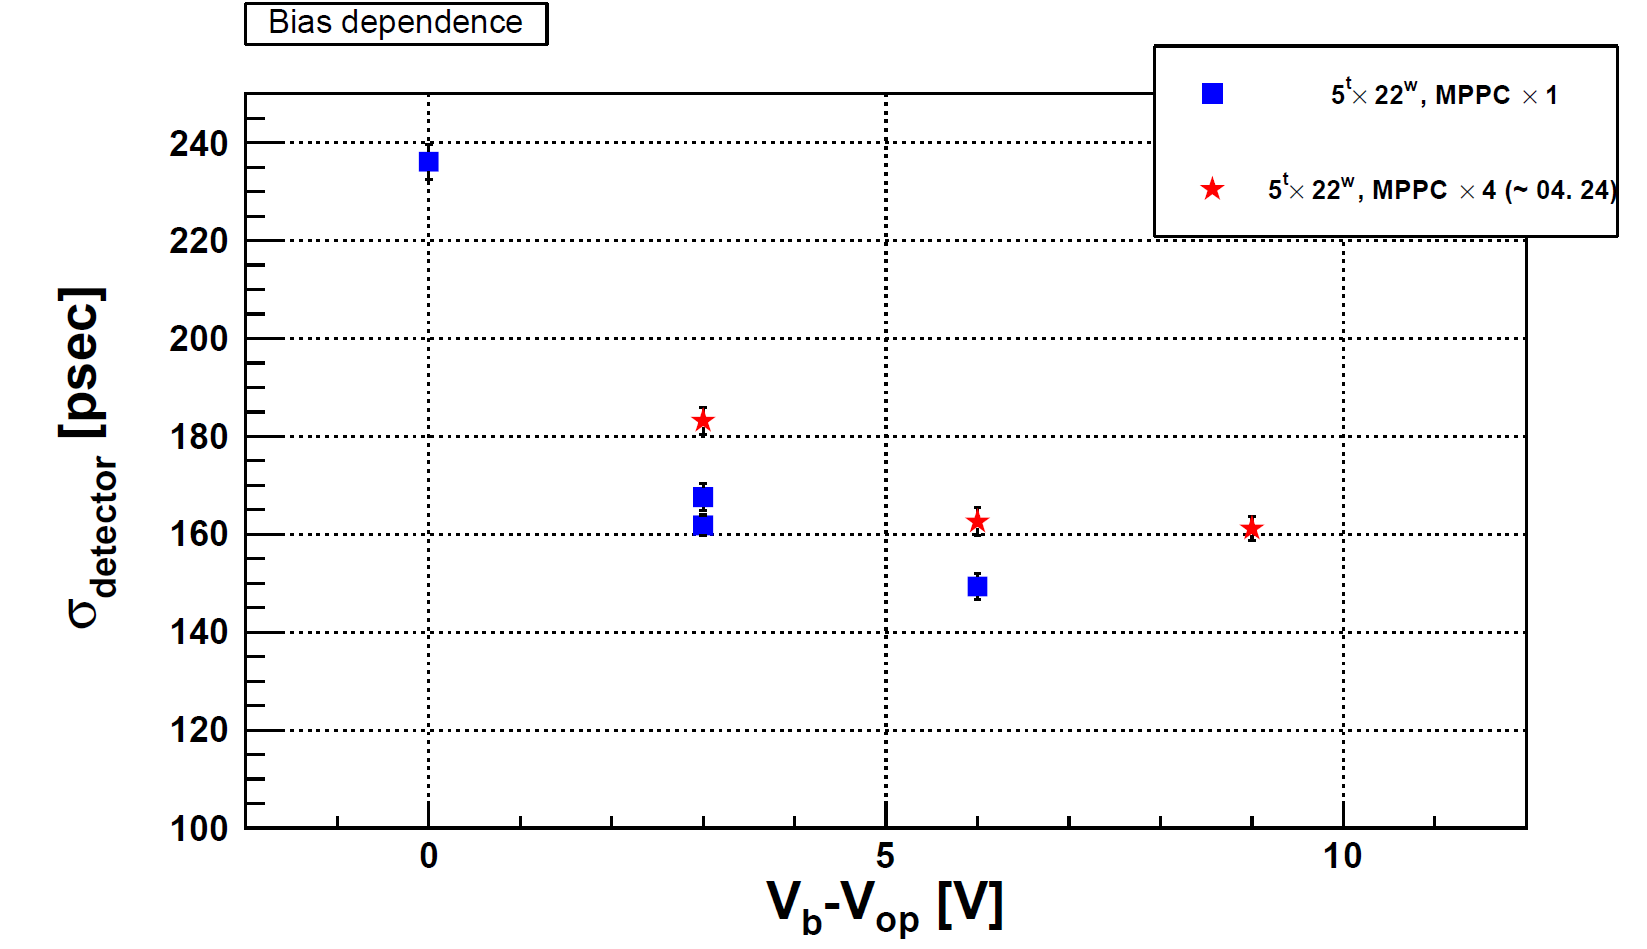 Bias dependence
5t× 22w, MPPC × 1
5t× 22w, MPPC × 4 (~ 04. 24)
240
220
200
180
160
140
120
100
σdetector [psec]
0 5 10
Vb-Vop [V]